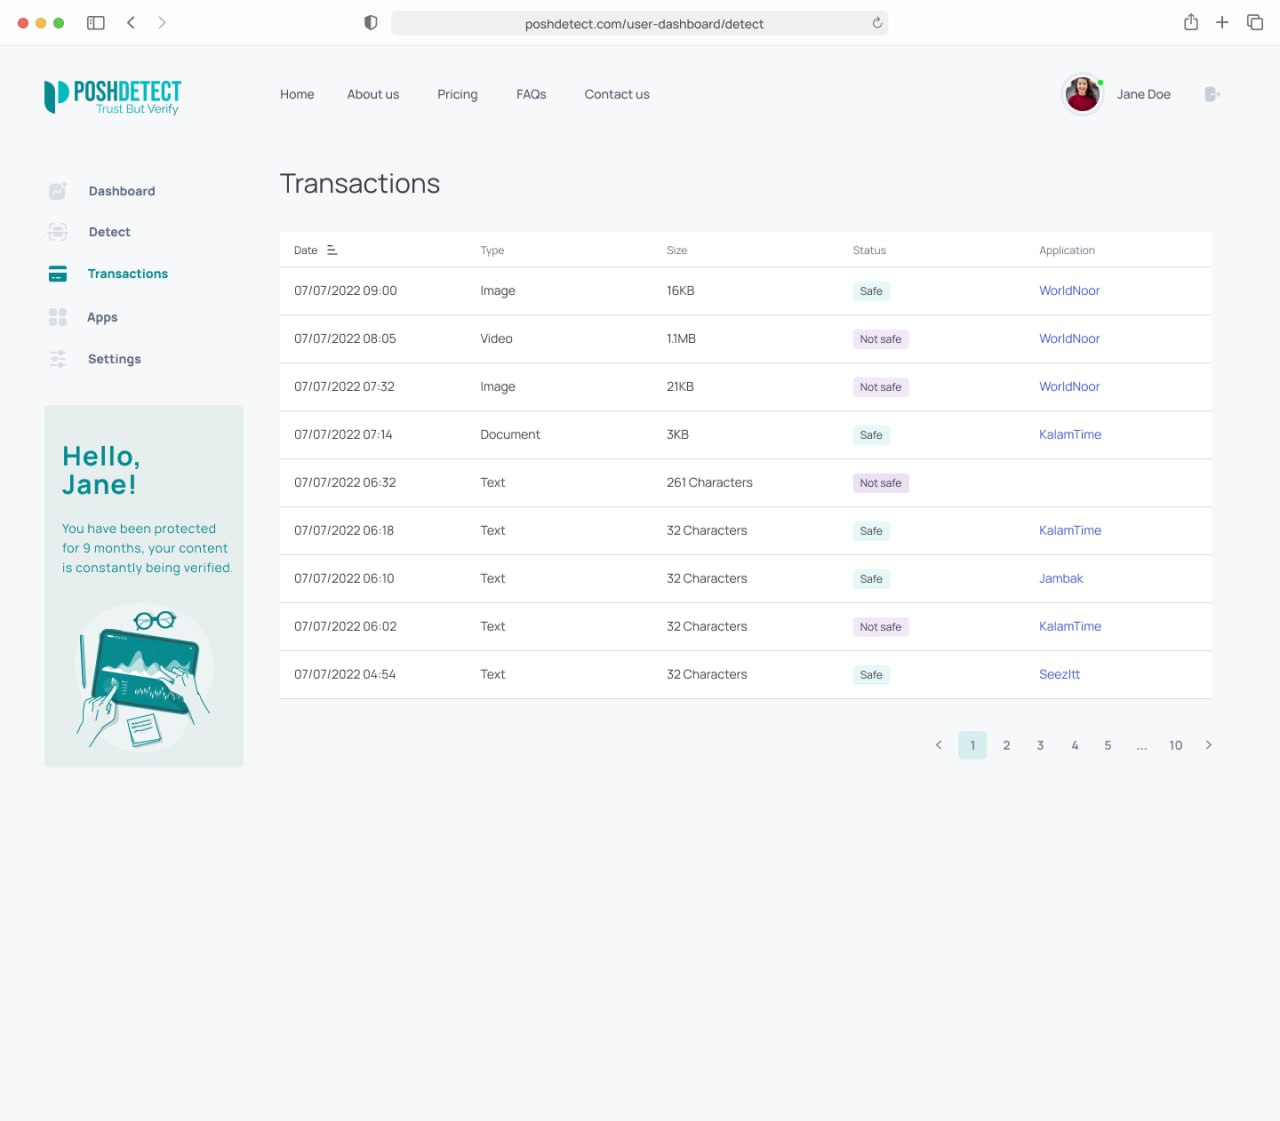 poshdetect.com/user-dashboard/detect
POSHDETECT
Trust But Verify
Home About us Pricing FAQs Contact us
Jane Doe
Dashboard
Detect
Transactions
Apps
Settings
Hello,
Jane!
You have been protected
for 9 months, your content
is constantly being verified.
Transactions
Date Type Size Status Application
07/07/2022 09:00 Image 16KB Safe WorldNoor
07/07/2022 08:05 Video 1.1MB Not safe WorldNoor
07/07/2022 07:32 Image 21KB Not safe WorldNoor
07/07/2022 07:14 Document 3KB Safe KalamTime
07/07/2022 06:32 Text 261 Characters Not safe
07/07/2022 06:18 Text 32 Characters Safe KalamTime
07/07/2022 06:10 Text 32 Characters Safe Jambak
07/07/2022 06:02 Text 32 Characters Not safe KalamTime
07/07/2022 04:54 Text 32 Characters Safe SeezItt
1 2 3 4 5 ... 10